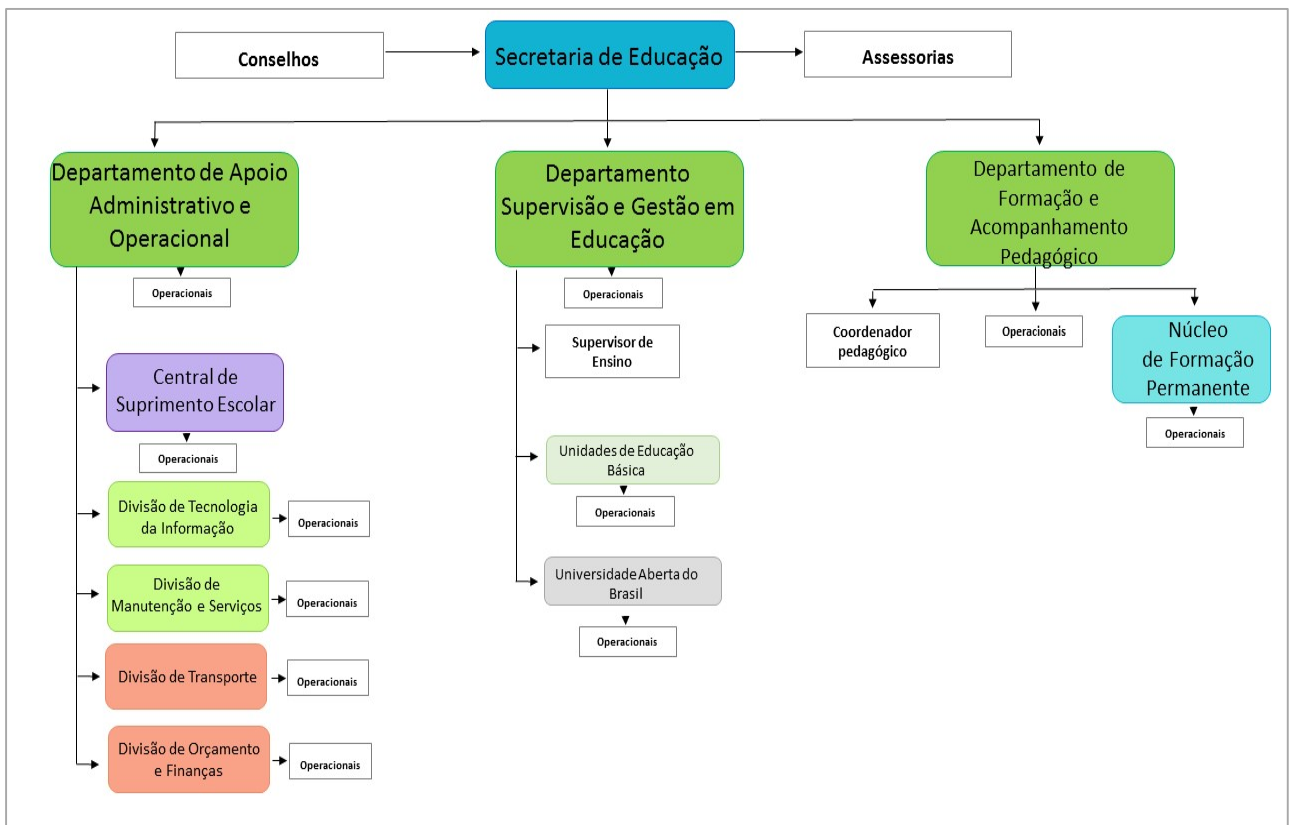 Conselhos
Secretaria de Educação
Assessorias
Departamento de Apoio
Administrativo e
Operacional
Operacionais
Central de
Suprimento Escolar
Operacionais
Divisão de Tecnologia
da Informação
Operacionais
Divisão de
Manutenção e Serviços
Operacionais
Divisão de Transporte
Operacionais
Divisão de Orçamento
e Finanças
Operacionais
Departamento
Supervisão e Gestão em
Educação
Operacionais
Supervisor de
Ensino
Unidades de Educação
Básica
Operacionais
Universidade Aberta do
Brasil
Operacionais
Departamento de
Formação e
Acompanhamento
Pedagógico
Coordenador
pedagógico
Operacionais
Núcleo
de Formação
Permanente
Operacionais